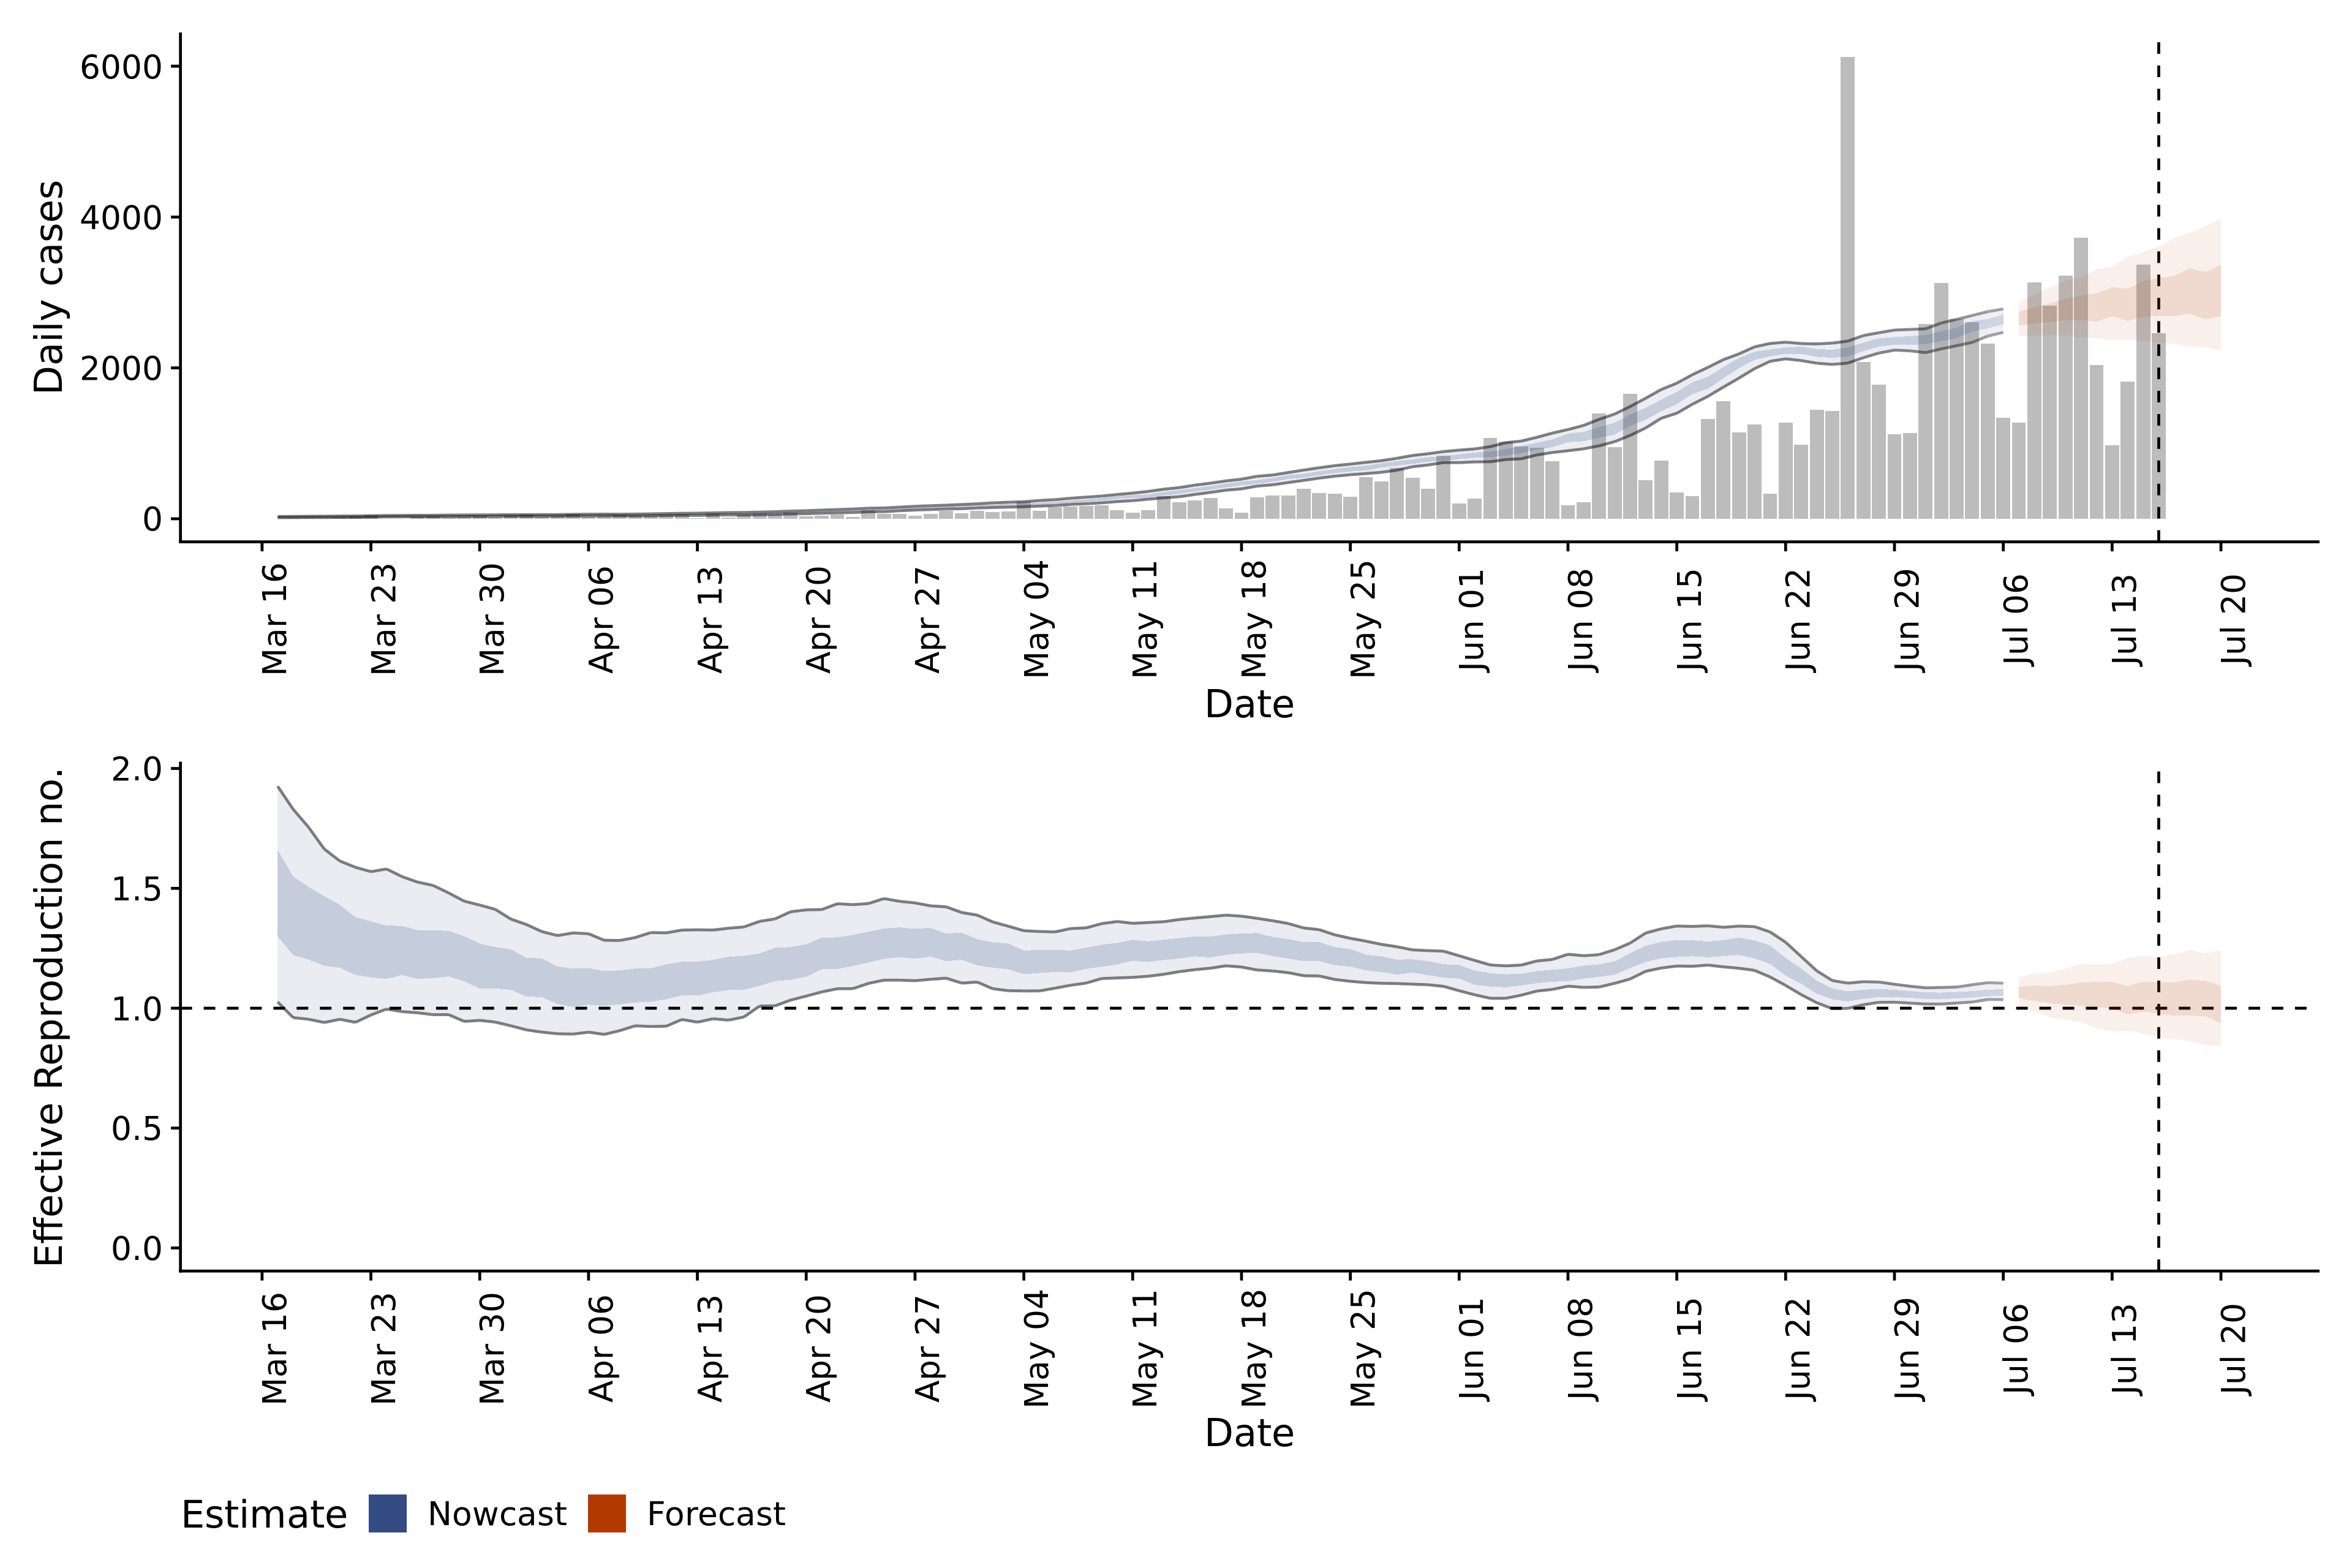 6000
4000
2000
0
Daily cases
Mar 16 Mar 23 Mar 30 Apr 06 Apr 13 Apr 20 Apr 27 May 04 May 11 May 18 May 25 Jun 01 Jun 08 Jun 15 Jun 22 Jun 29 Jul 06 Jul 13 Jul 20
Date
2.0
1.5
1.0
0.5
0.0
Effective Reproduction no.
Mar 16 Mar 23 Mar 30 Apr 06 Apr 13 Apr 20 Apr 27 May 04 May 11 May 18 May 25 Jun 01 Jun 08 Jun 15 Jun 22 Jun 29 Jul 06 Jul 13 Jul 20
Date
Estimate Nowcast Forecast